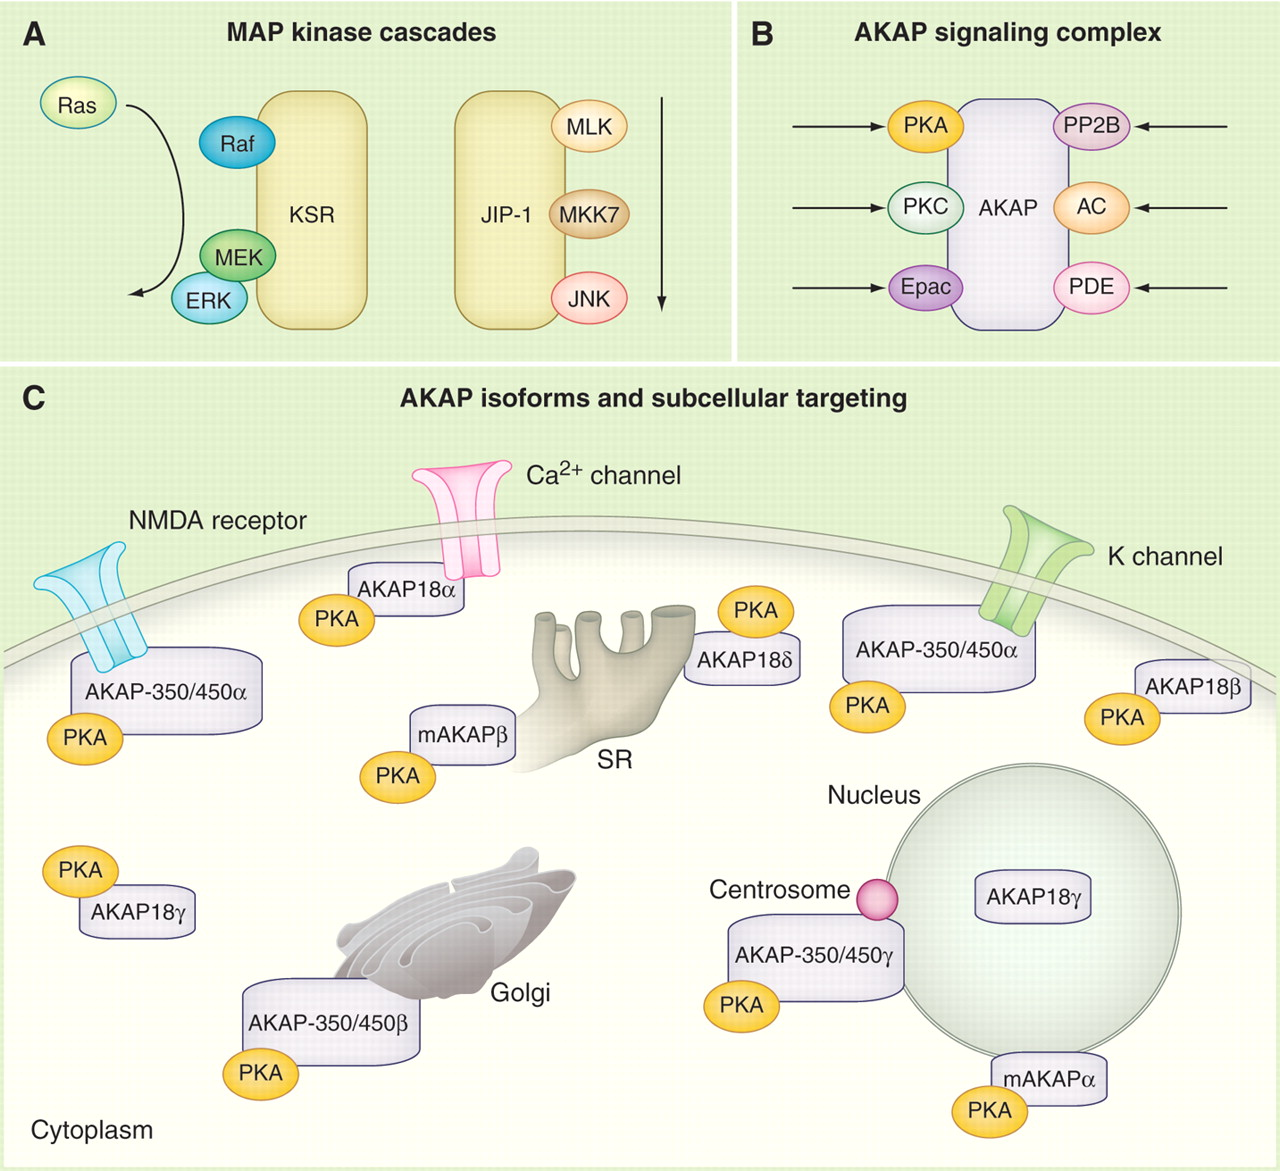 A
MAP kinase cascades
Ras
Raf
MEK
ERK
KSR
JIP-1
MLK
MKK7
JNK
B
AKAP signaling complex
PKA
PKC
Epac
AKAP
PP2B
AC
PDE
C
AKAP isoforms and subcellular targeting
Ca2+ channel
NMDA receptor
K channel
AKAP18α
PKA
PKA
AKAP18δ
AKAP-350/450α
PKA
AKAP-350/450α
PKA
AKAP18β
PKA
mAKAPβ
PKA
SR
Nucleus
PKA
AKAP18γ
Centrosome
AKAP18γ
AKAP-350/450γ
PKA
Golgi
AKAP-350/450β
PKA
mAKAPα
PKA
Cytoplasm